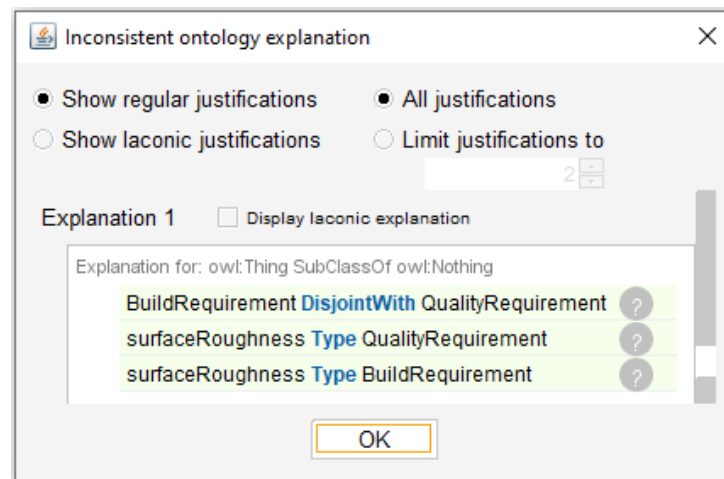 Inconsistent ontology explanation
Show regular justifications All justifications
Show laconic justifications Limit justifications to
2
Explanation 1 Display laconic explanation
Explanation for: owl:Thing SubClassOf owl:Nothing
BuildRequirement DisjointWith QualityRequirement ?
surfaceRoughness Type QualityRequirement ?
surfaceRoughness Type BuildRequirement ?
OK